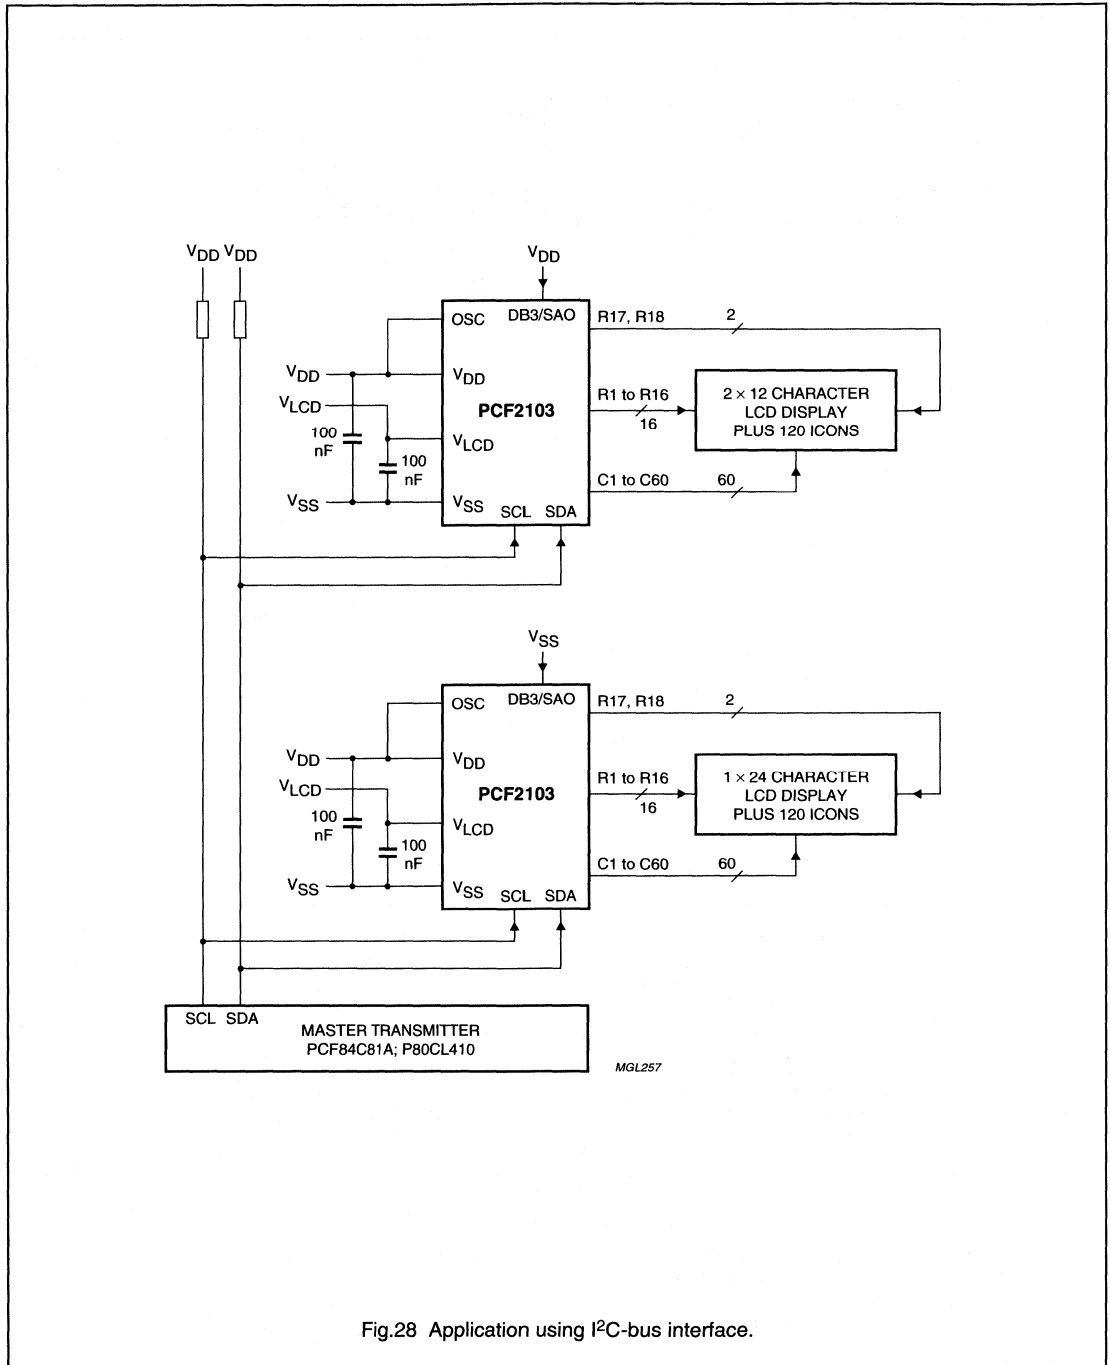 VDD VDD
VDD
OSC
DB3/SAO
R17, R18
2
VDD
VDD
VLCD
PCF2103
R1 to R16
16
2 × 12 CHARACTER
LCD DISPLAY
PLUS 120 ICONS
100
nF
VLCD
100
nF
C1 to C60
60
VSS
VSS
SCL SDA
VSS
OSC
DB3/SAO
R17, R18
2
VDD
VDD
VLCD
PCF2103
R1 to R16
16
1 × 24 CHARACTER
LCD DISPLAY
PLUS 120 ICONS
100
nF
VLCD
100
nF
C1 to C60
60
VSS
VSS
SCL SDA
SCL SDA
MASTER TRANSMITTER
PCF84C81A; P80CL410
MGL257
Fig.28 Application using I²C-bus interface.